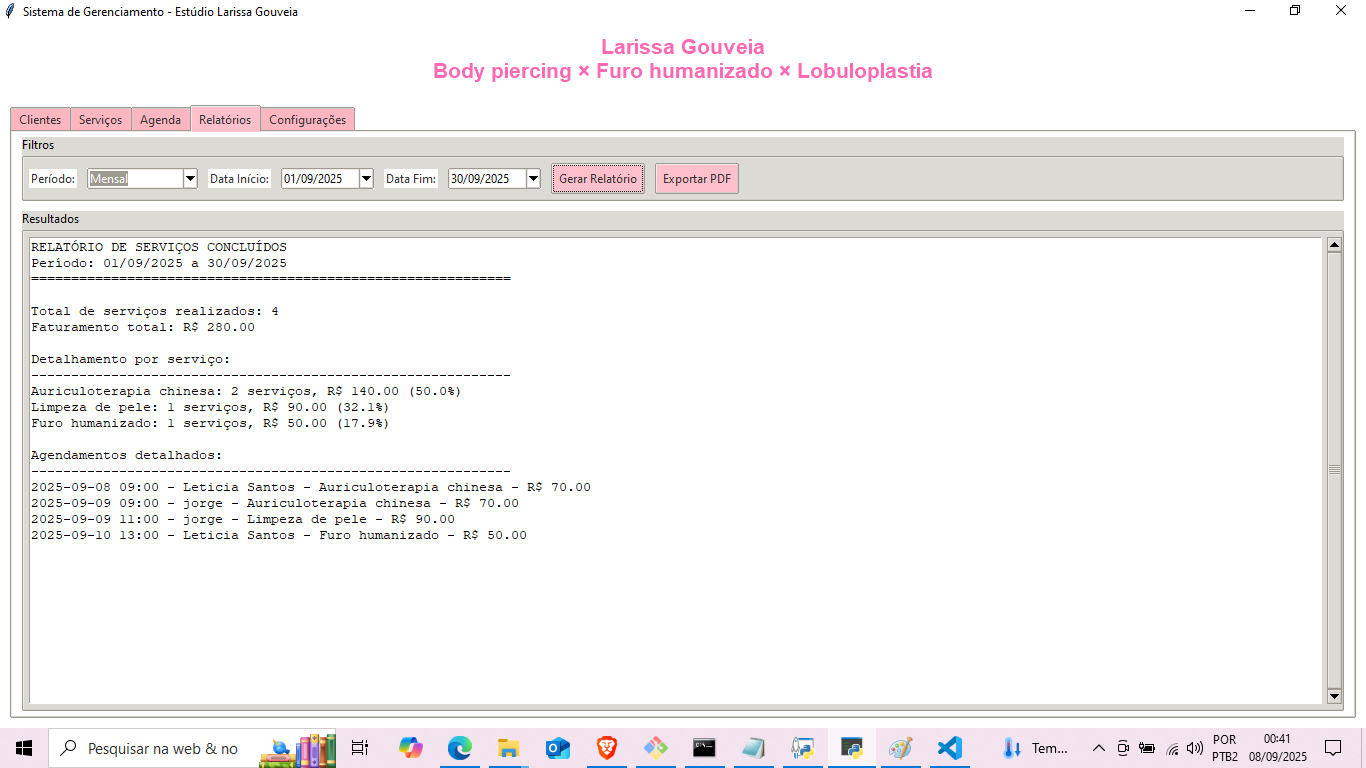 Sistema de Gerenciamento - Estúdio Larissa Gouveia
Larissa Gouveia
Body piercing × Furo humanizado × Lobuloplastia
Clientes Serviços Agenda Relatórios Configurações
Filtros
Período: Mensal Data Início: 01/09/2025 Data Fim: 30/09/2025 Gerar Relatório Exportar PDF
Resultados
RELATÓRIO DE SERVIÇOS CONCLUÍDOS
Período: 01/09/2025 a 30/09/2025
============================================================
Total de serviços realizados: 4
Faturamento total: R$ 280.00
Detalhamento por serviço:
------------------------------------------------------------
Auriculoterapia chinesa: 2 serviços, R$ 140.00 (50.0%)
Limpeza de pele: 1 serviços, R$ 90.00 (32.1%)
Furo humanizado: 1 serviços, R$ 50.00 (17.9%)
Agendamentos detalhados:
------------------------------------------------------------
2025-09-08 09:00 - Leticia Santos - Auriculoterapia chinesa - R$ 70.00
2025-09-09 09:00 - jorge - Auriculoterapia chinesa - R$ 70.00
2025-09-09 11:00 - jorge - Limpeza de pele - R$ 90.00
2025-09-10 13:00 - Leticia Santos - Furo humanizado - R$ 50.00
Pesquisar na web & no Tem... POR 00:41
PTB2 08/09/2025